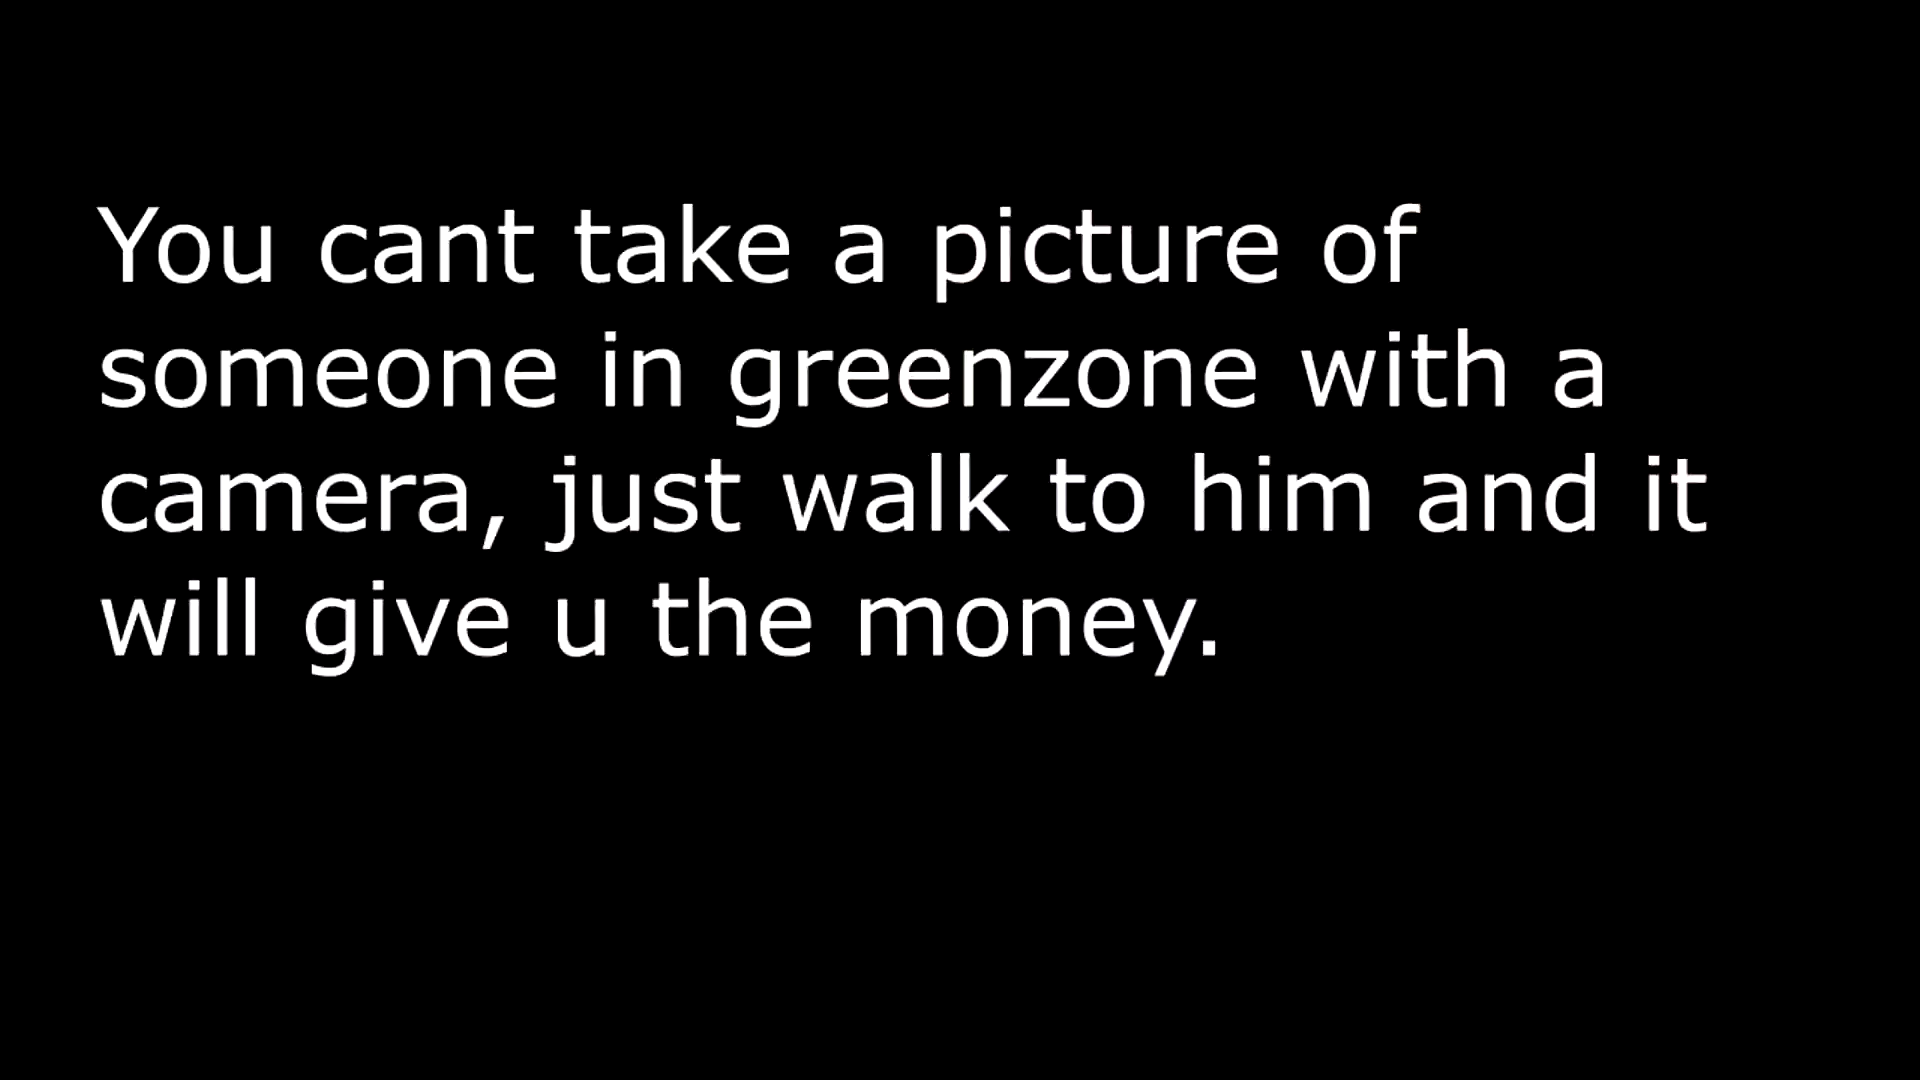 You cant take a picture of
someone in greenzone with a
camera, just walk to him and it
will give u the money.